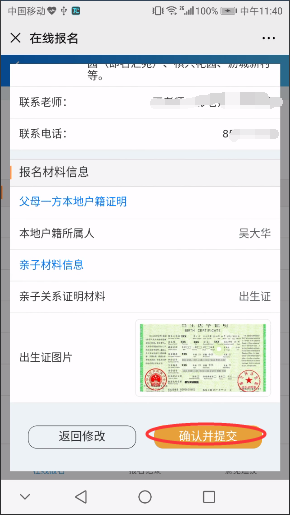 中国移动 100% 中午11:40
× 在线报名 ...
等。
联系老师：
联系电话： 8
报名材料信息
父母一方本地户籍证明
本地户籍所属人 吴大华
亲子材料信息
亲子关系证明材料 出生证
出生证图片
返回修改 确认并提交